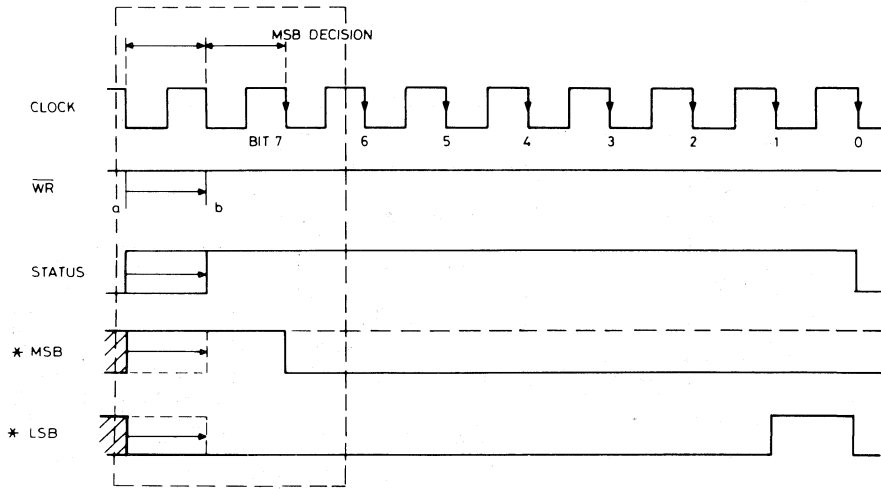 MSB DECISION
CLOCK
BIT 7 6 5 4 3 2 1 0
WR
a b
STATUS
* MSB
* LSB